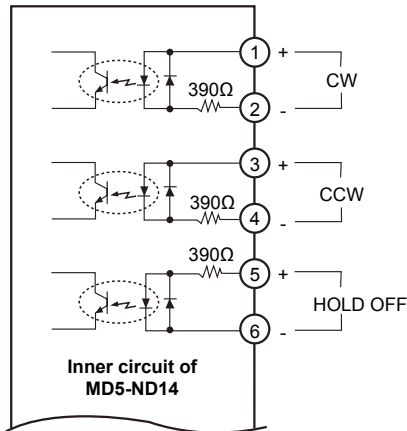 1 +
CW
390Ω
2 -
3 +
CCW
390Ω
4 -
390Ω
5 +
HOLD OFF
6 -
Inner circuit of
MD5-ND14